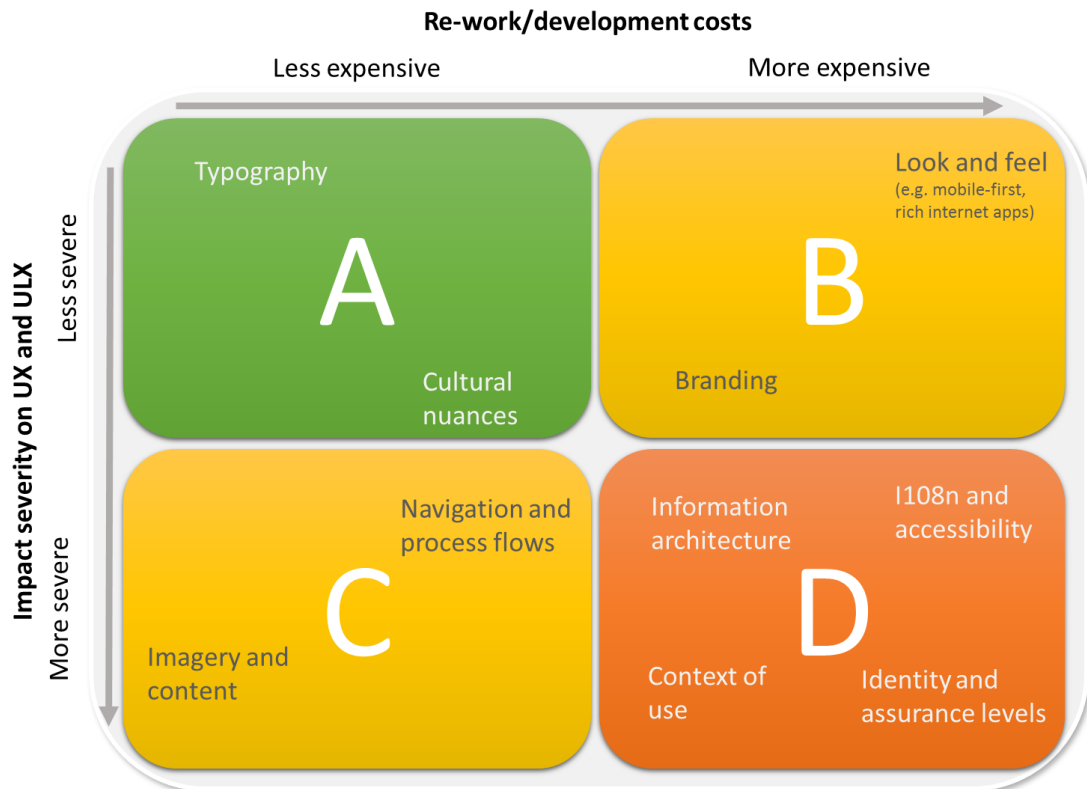 Re-work/development costs
Less expensive
More expensive
Impact severity on UX and ULX
Less severe
More severe
Typography
A
Cultural
nuances
Look and feel
(e.g. mobile-first,
rich internet apps)
B
Branding
Navigation and
process flows
C
Imagery and
content
Information
architecture
I108n and
accessibility
D
Context of
use
Identity and
assurance levels